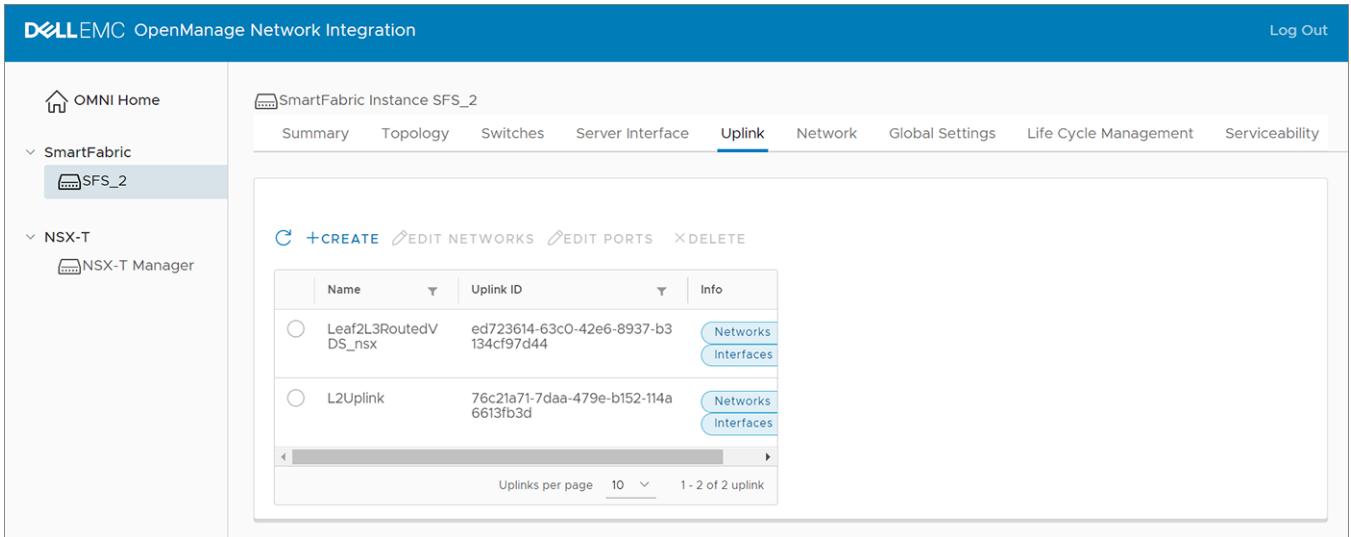 DELLEMC OpenManage Network Integration
Log Out
OMNI Home
SmartFabric
SFS_2
NSX-T
NSX-T Manager
SmartFabric Instance SFS_2
Summary Topology Switches Server Interface Uplink Network Global Settings Life Cycle Management Serviceability
+CREATE EDIT NETWORKS EDIT PORTS ×DELETE
Name Uplink ID Info
Leaf2L3RoutedV
DS_nsx
ed723614-63c0-42e6-8937-b3
134cf97d44
Networks
Interfaces
L2Uplink
76c21a71-7daa-479e-b152-114a
6613fb3d
Networks
Interfaces
Uplinks per page 10 1 - 2 of 2 uplink